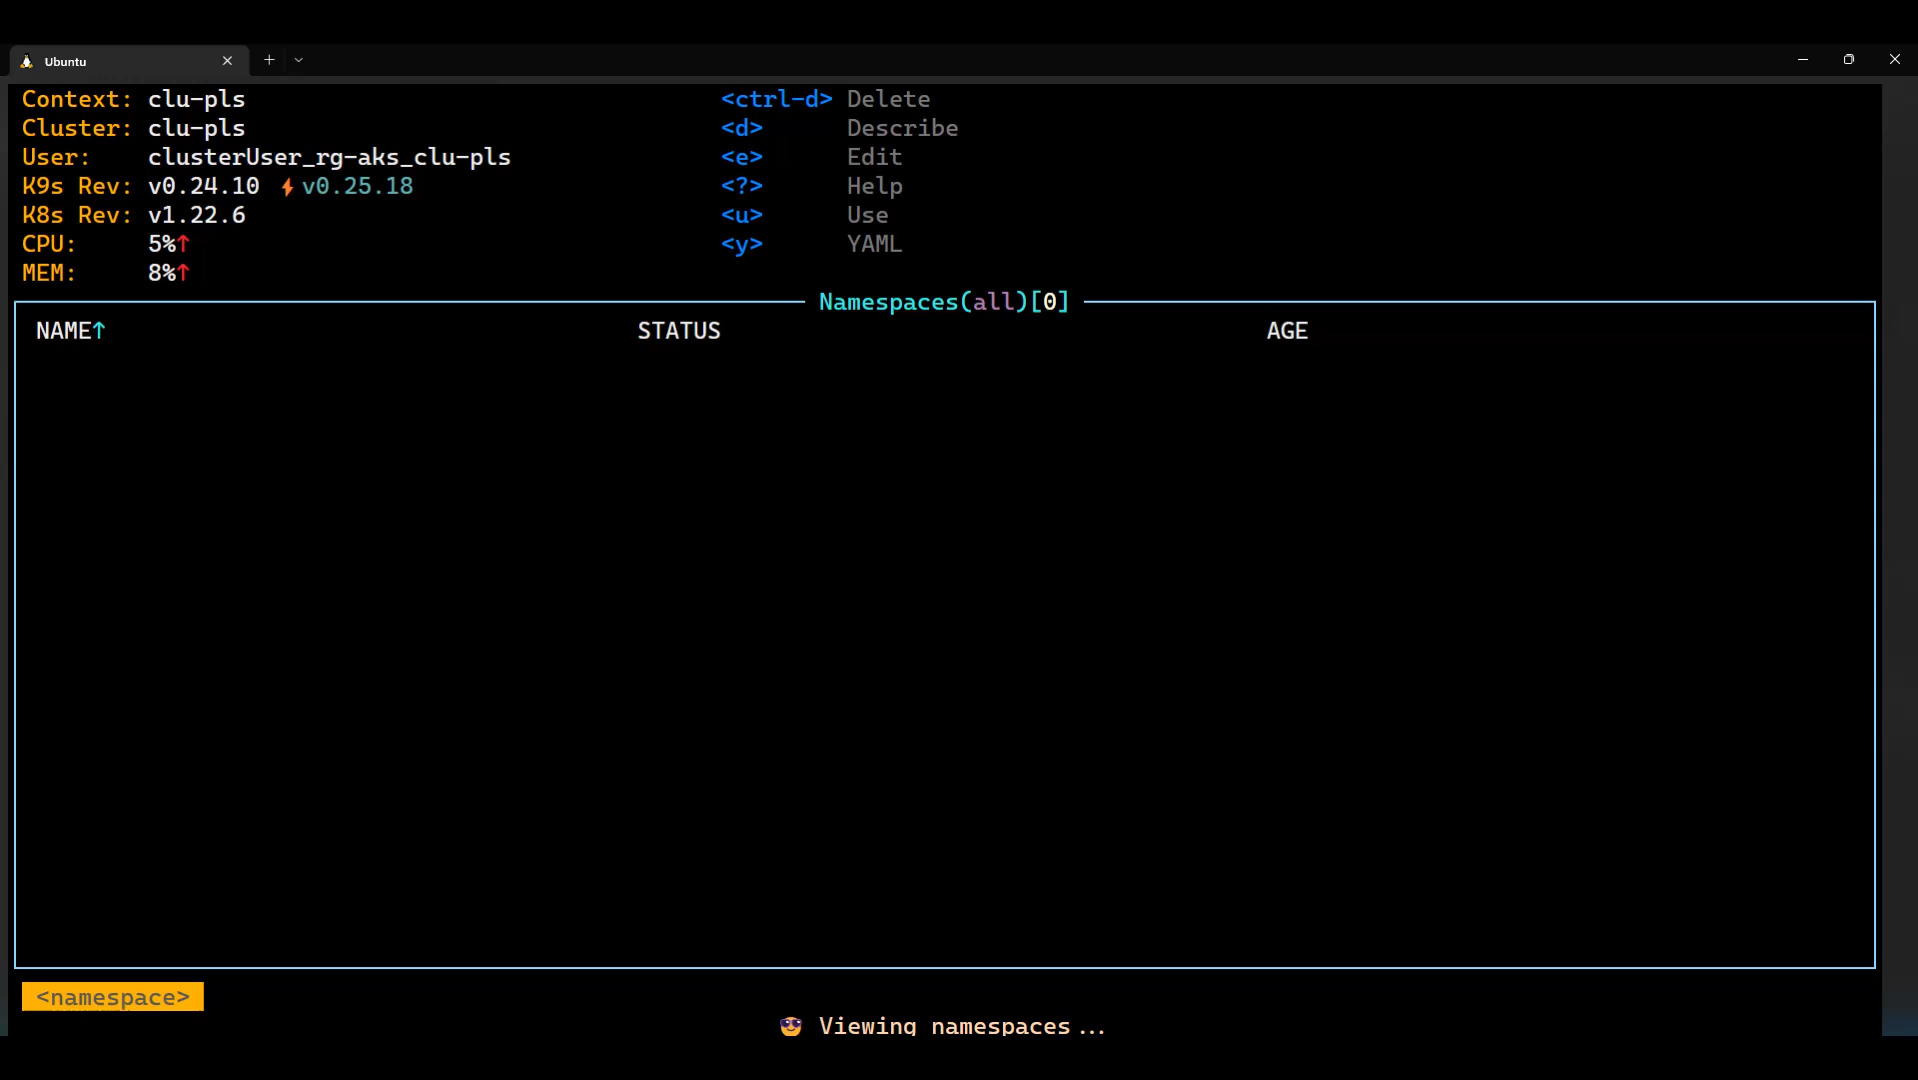 Ubuntu
Context: clu-pls <ctrl-d> Delete
Cluster: clu-pls <d> Describe
User: clusterUser_rg-aks_clu-pls <e> Edit
K9s Rev: v0.24.10 ⚡v0.25.18 <?> Help
K8s Rev: v1.22.6 <u> Use
CPU: 5%↑ <y> YAML
MEM: 8%↑
Namespaces(all)[0]
NAME↑ STATUS AGE
<namespace>
😎 Viewing namespaces...